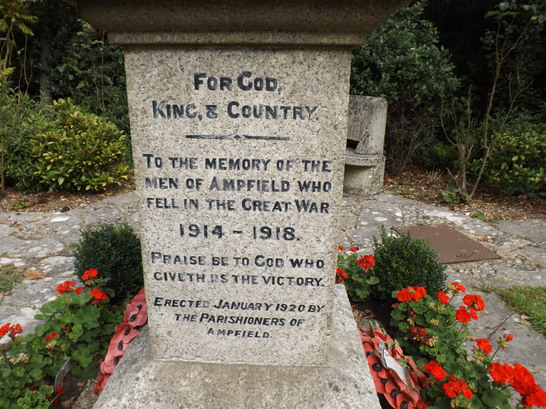 For God,
King, & Country.
To the memory of the
men of Ampfield who
fell in the Great War
1914 - 1918.
Praise be to God who
giveth us the victory.
Erected January 1920 by
the Parishioners of
Ampfield.